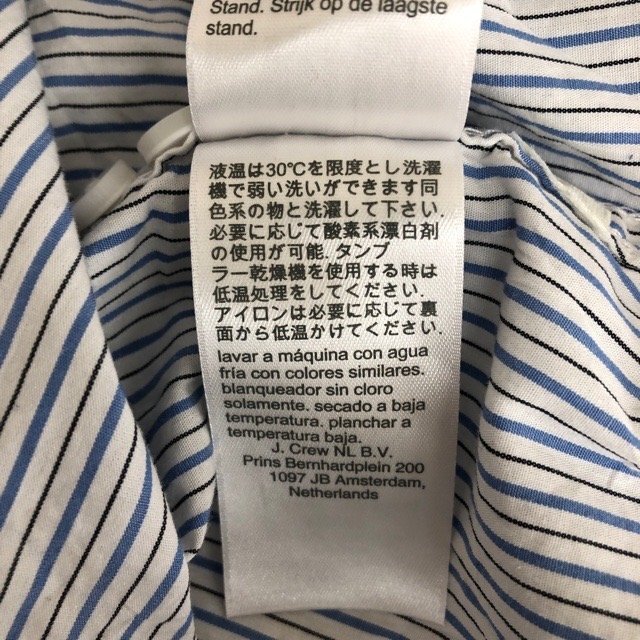 Stand. Strijk op de laagste
stand.
液温は30℃を限度とし洗濯
機で弱い洗いができます同
色系の物と洗濯して下さい.
必要に応じて酸素系漂白剤
の使用が可能. タンブ
ラー乾燥機を使用する時は
低温処理をしてください.
アイロンは必要に応じて裏
面から低温かけてください.
lavar a máquina con agua
fría con colores similares.
blanqueador sin cloro
solamente. secado a baja
temperatura. planchar a
temperatura baja.
J. Crew NL B.V.
Prins Bernhardplein 200
1097 JB Amsterdam,
Netherlands